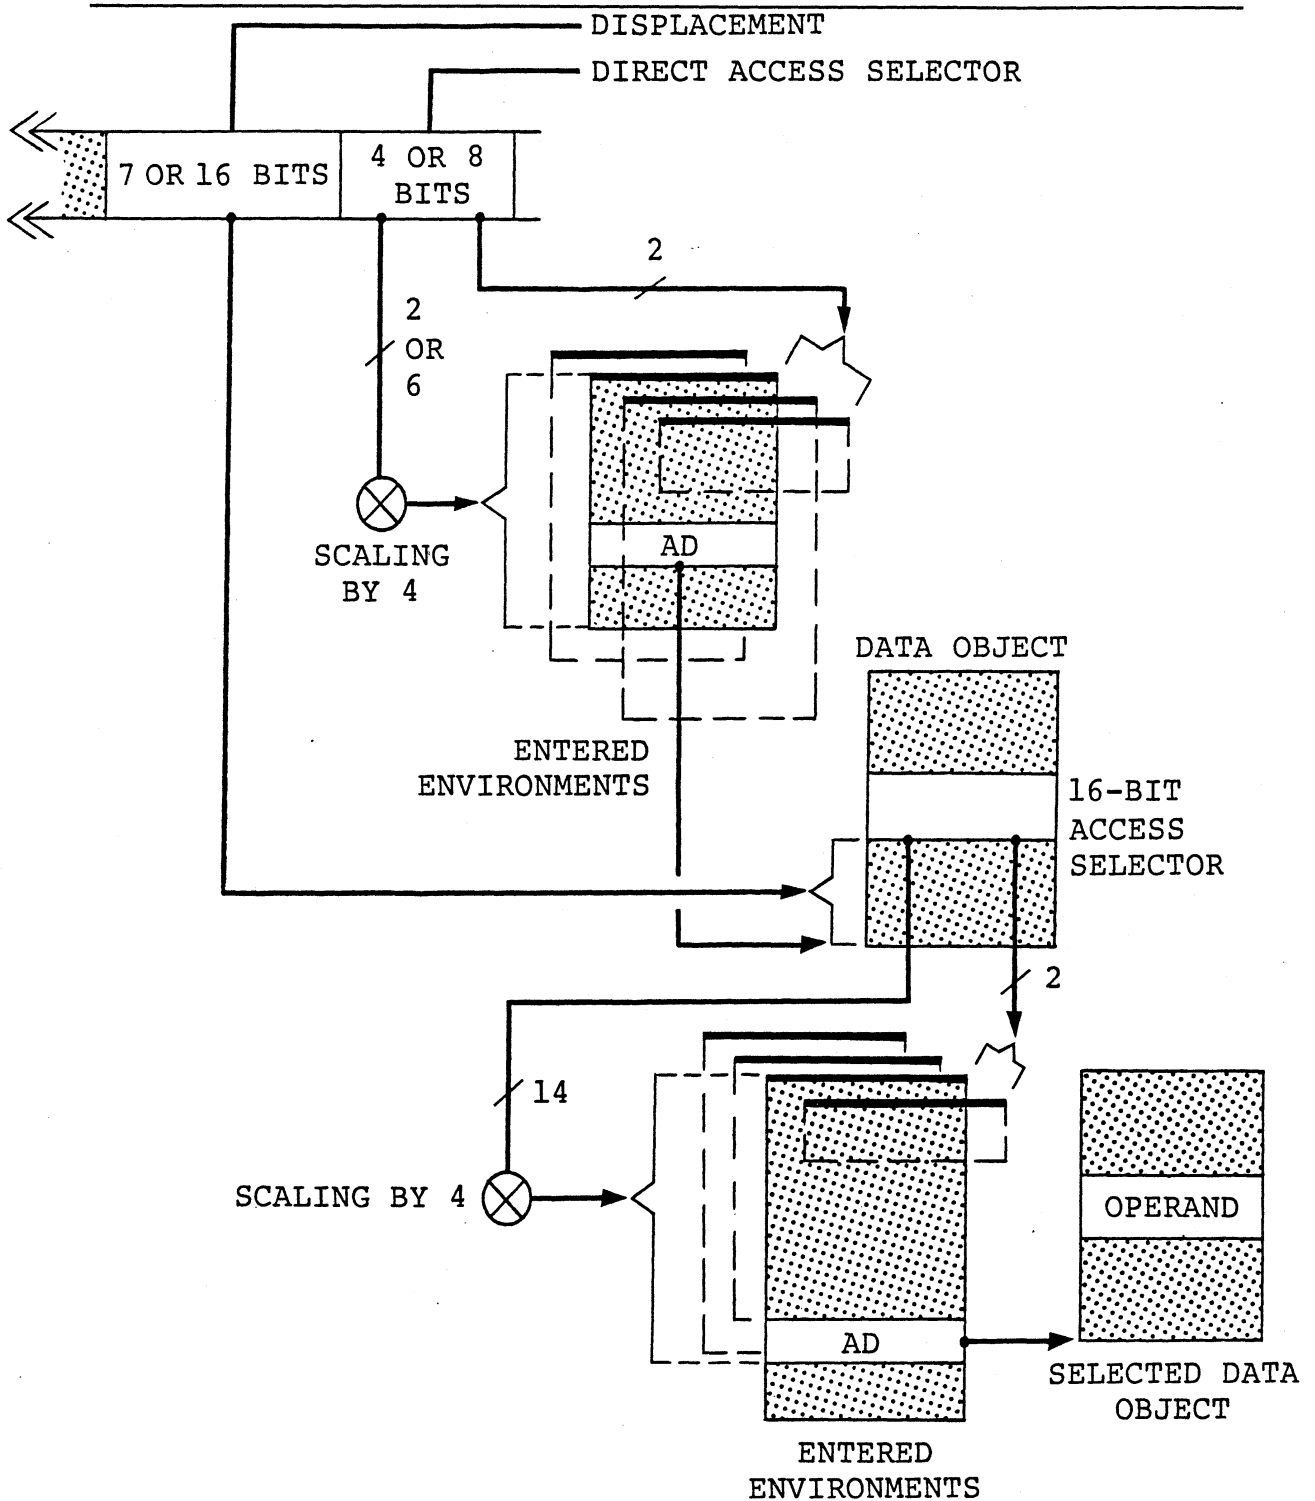 DISPLACEMENT
DIRECT ACCESS SELECTOR
7 OR 16 BITS
4 OR 8
BITS
2
2
OR
6
SCALING
BY 4
AD
DATA OBJECT
ENTERED
ENVIRONMENTS
16-BIT
ACCESS
SELECTOR
2
14
SCALING BY 4
OPERAND
AD
SELECTED DATA
OBJECT
ENTERED
ENVIRONMENTS